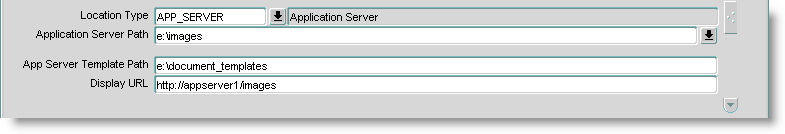 Location Type APP_SERVER Application Server
Application Server Path e:\images
App Server Template Path e:\document_templates
Display URL http://appserver1/images